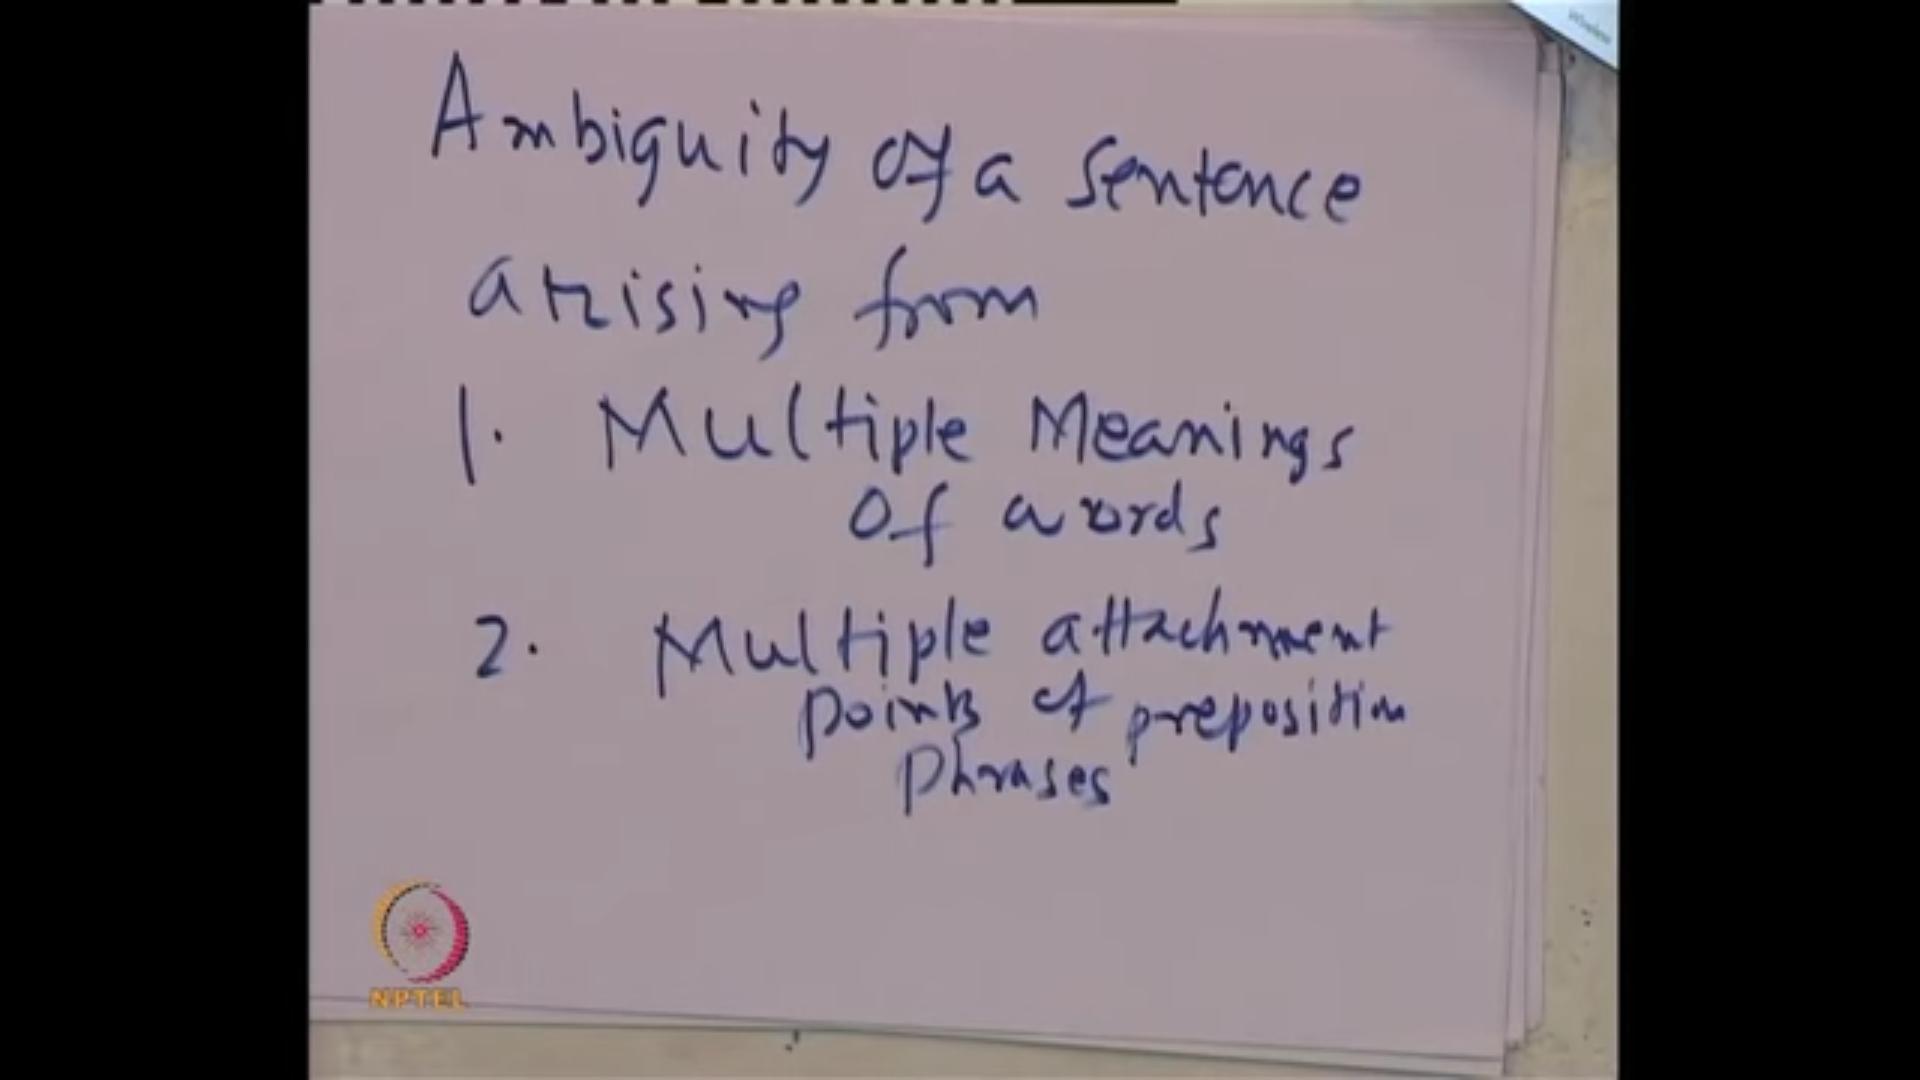 Ambiguity of a sentence
arising from
1. Multiple Meanings
of words
2. Multiple attachment
points of preposition
phrases
NPTEL